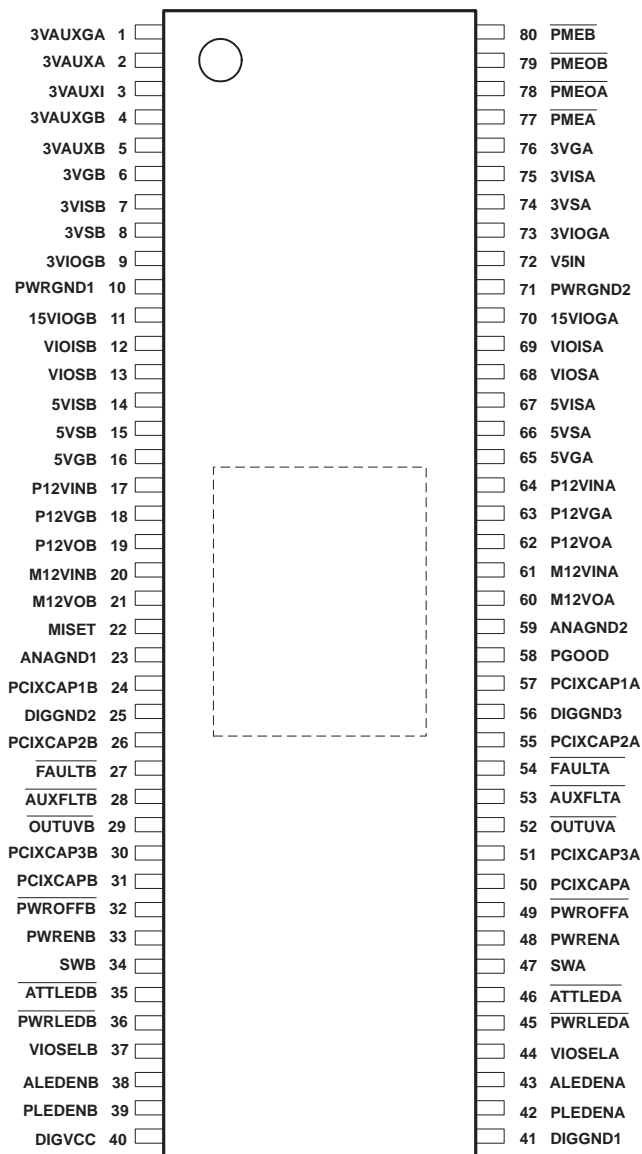 3VAUXGA 1
3VAUXA 2
3VAUXI 3
3VAUXGB 4
3VAUXB 5
3VGB 6
3VISB 7
3VSB 8
3VIOGB 9
PWRGND1 10
15VIOGB 11
VIOISB 12
VIOSB 13
5VISB 14
5VSB 15
5VGB 16
P12VINB 17
P12VGB 18
P12VOB 19
M12VINB 20
M12VOB 21
MISET 22
ANAGND1 23
PCIXCAP1B 24
DIGGND2 25
PCIXCAP2B 26
FAULTB 27
AUXFLTB 28
OUTUVB 29
PCIXCAP3B 30
PCIXCAPB 31
PWROFFB 32
PWRENB 33
SWB 34
ATTLEDB 35
PWRLEDB 36
VIOSELB 37
ALEDENB 38
PLEDENB 39
DIGVCC 40
80 PMEB
79 PMEOB
78 PMEOA
77 PMEA
76 3VGA
75 3VISA
74 3VSA
73 3VIOGA
72 V5IN
71 PWRGND2
70 15VIOGA
69 VIOISA
68 VIOSA
67 5VISA
66 5VSA
65 5VGA
64 P12VINA
63 P12VGA
62 P12VOA
61 M12VINA
60 M12VOA
59 ANAGND2
58 PGOOD
57 PCIXCAP1A
56 DIGGND3
55 PCIXCAP2A
54 FAULTA
53 AUXFLTA
52 OUTUVA
51 PCIXCAP3A
50 PCIXCAPA
49 PWROFFA
48 PWRENA
47 SWA
46 ATTLEDA
45 PWRLEDA
44 VIOSELA
43 ALEDENA
42 PLEDENA
41 DIGGND1